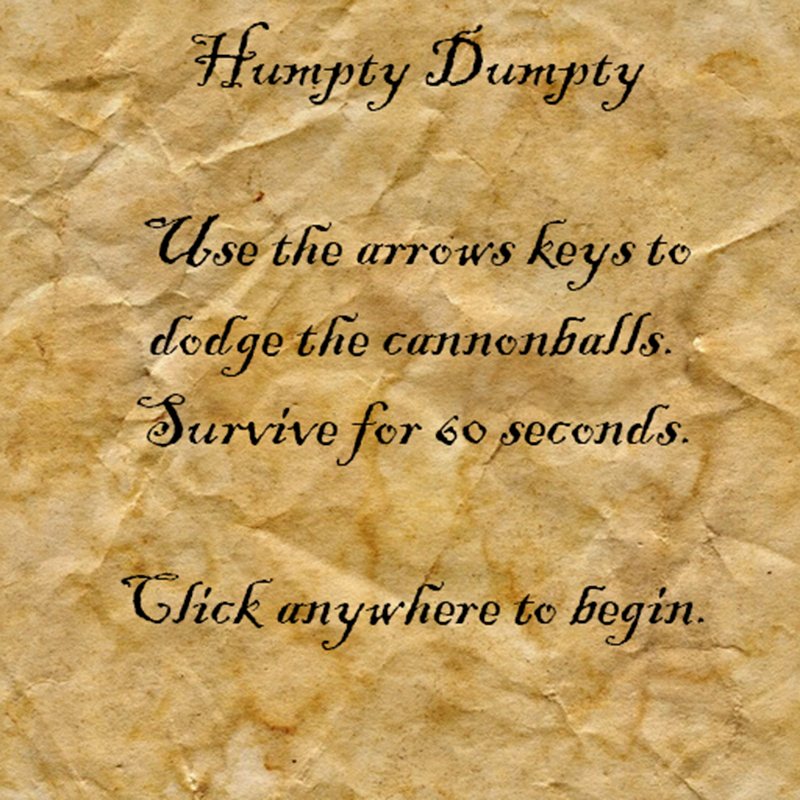 Humpty Dumpty
Use the arrows keys to
dodge the cannonballs.
Survive for 60 seconds.
Click anywhere to begin.